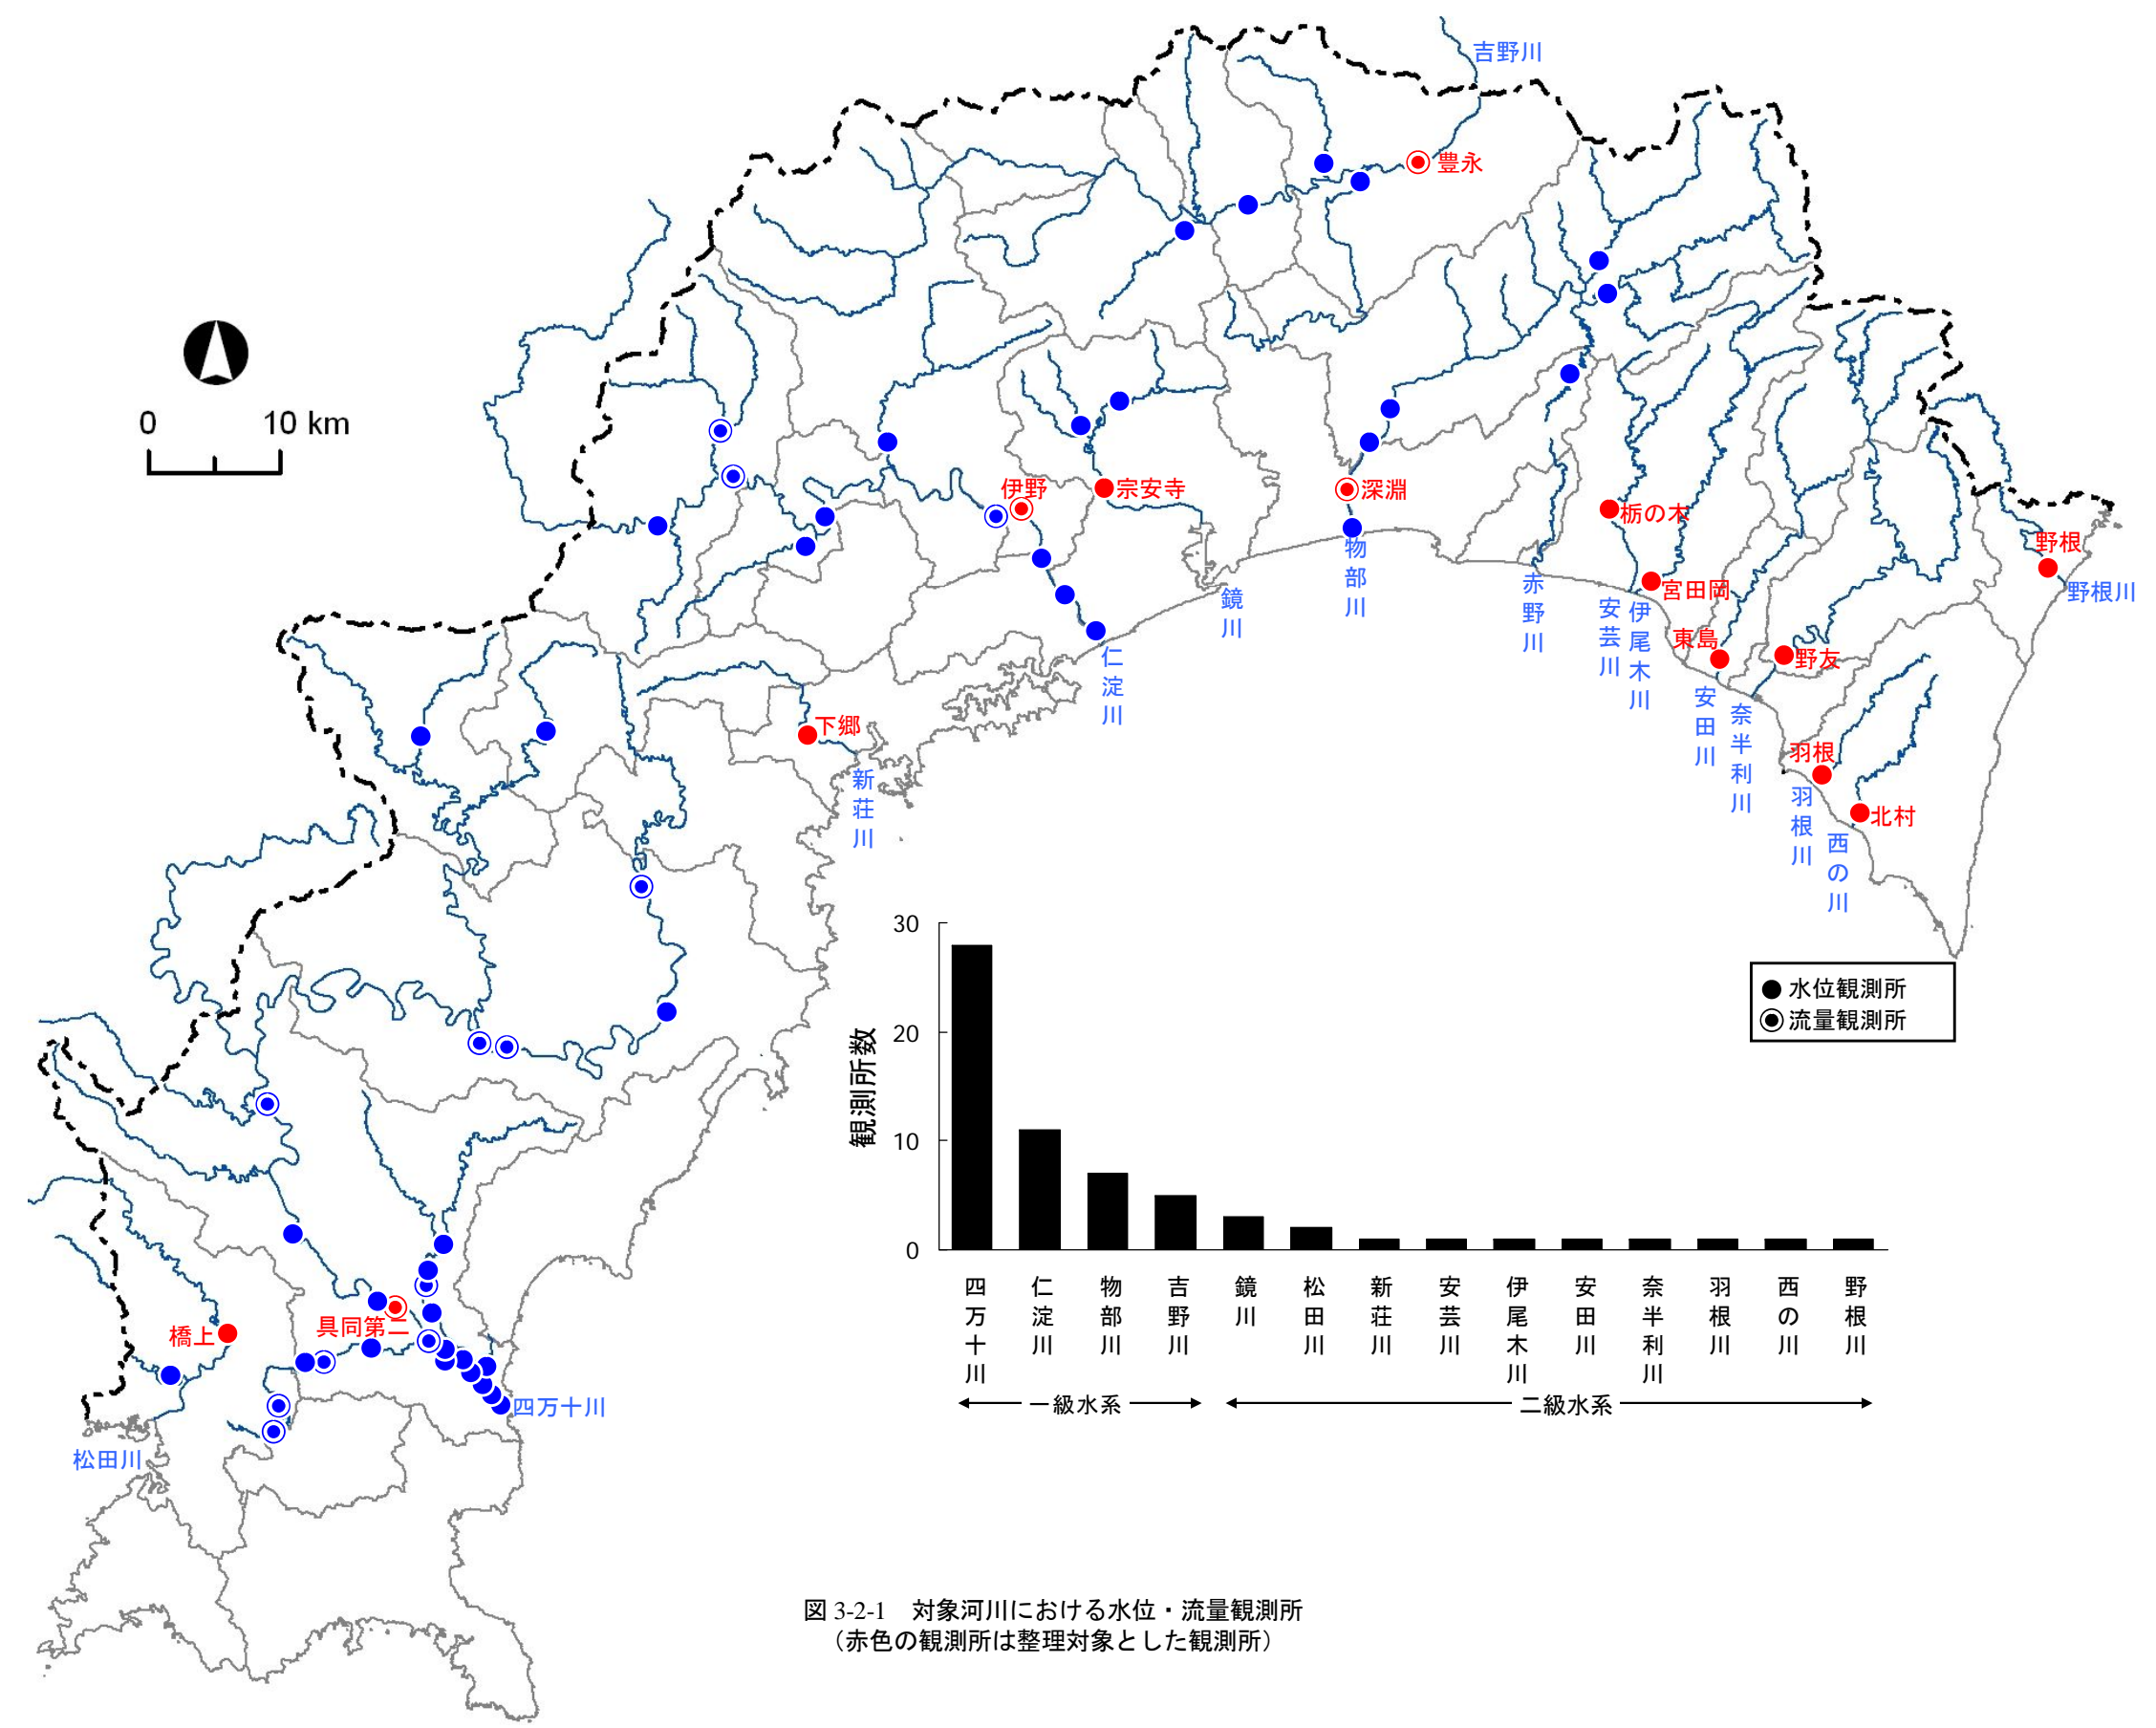 吉野川
豊永
0 10 km
伊野
宗安寺
深淵
栃の木
野根
物部川
赤野川
鏡川
宮田岡
野根川
安芸川
伊尾木川
東島
野友
仁淀川
安田川
奈半利川
下郷
新荘川
羽根
羽根川
北村
西の川
30
20
10
0
観測所数
水位観測所
流量観測所
四万十川
仁淀川
物部川
吉野川
鏡川
松田川
新荘川
安芸川
伊尾木川
安田川
奈半利川
羽根川
西の川
野根川
一級水系
二級水系
橋上
具同第二
四万十川
松田川
図 3-2-1 対象河川における水位・流量観測所
（赤色の観測所は整理対象とした観測所）